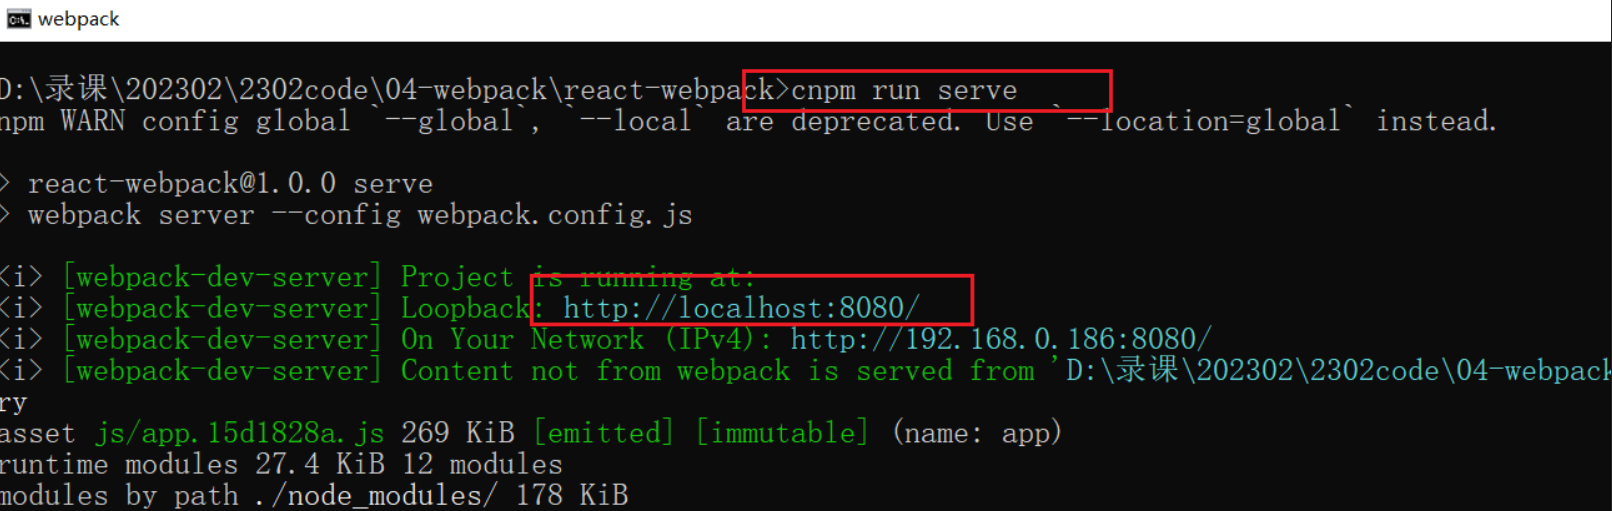 webpack
D:\录课\202302\2302code\04-webpack\react-webpack>cnpm run serve
npm WARN config global `--global`, `--local` are deprecated. Use `--location=global` instead.
> react-webpack@1.0.0 serve
> webpack server --config webpack.config.js
<i> [webpack-dev-server] Project is running at:
<i> [webpack-dev-server] Loopback: http://localhost:8080/
<i> [webpack-dev-server] On Your Network (IPv4): http://192.168.0.186:8080/
<i> [webpack-dev-server] Content not from webpack is served from 'D:\录课\202302\2302code\04-webpack
ry
asset js/app.15d1828a.js 269 KiB [emitted] [immutable] (name: app)
runtime modules 27.4 KiB 12 modules
modules by path ./node_modules/ 178 KiB